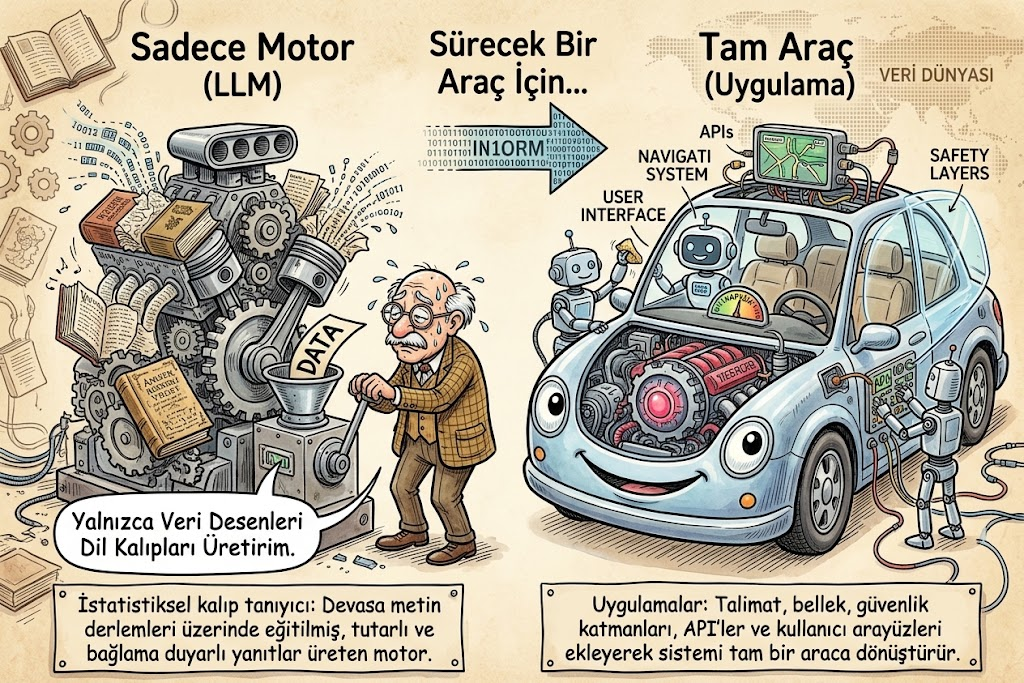 Sadece Motor
(LLM)
Sürecek Bir
Araç İçin...
Tam Araç
(Uygulama)
VERİ DÜNYASI
IN1ORM
APIs
NAVIGATI
SYSTEM
USER
INTERFACE
SAFETY
LAYERS
DATA
Yalnızca Veri Desenleri
Dil Kalıpları Üretirim.
İstatistiksel kalıp tanıyıcı: Devasa metin
derlemleri üzerinde eğitilmiş, tutarlı ve
bağlama duyarlı yanıtlar üreten motor.
Uygulamalar: Talimat, bellek, güvenlik
katmanları, API'ler ve kullanıcı arayüzleri
ekleyerek sistemi tam bir araca dönüştürür.